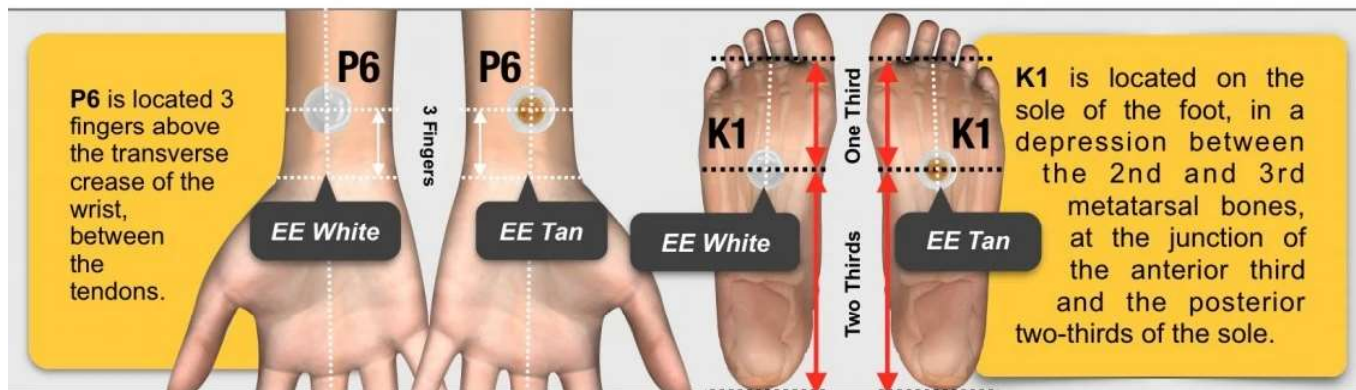 P6 is located 3
fingers above
the transverse
crease of the
wrist,
between
the
tendons.
P6
P6
3 Fingers
EE White
EE Tan
K1
K1
One Third
Two Thirds
EE White
EE Tan
K1 is located on the
sole of the foot, in a
depression between
the 2nd and 3rd
metatarsal bones,
at the junction of
the anterior third
and the posterior
two-thirds of the sole.